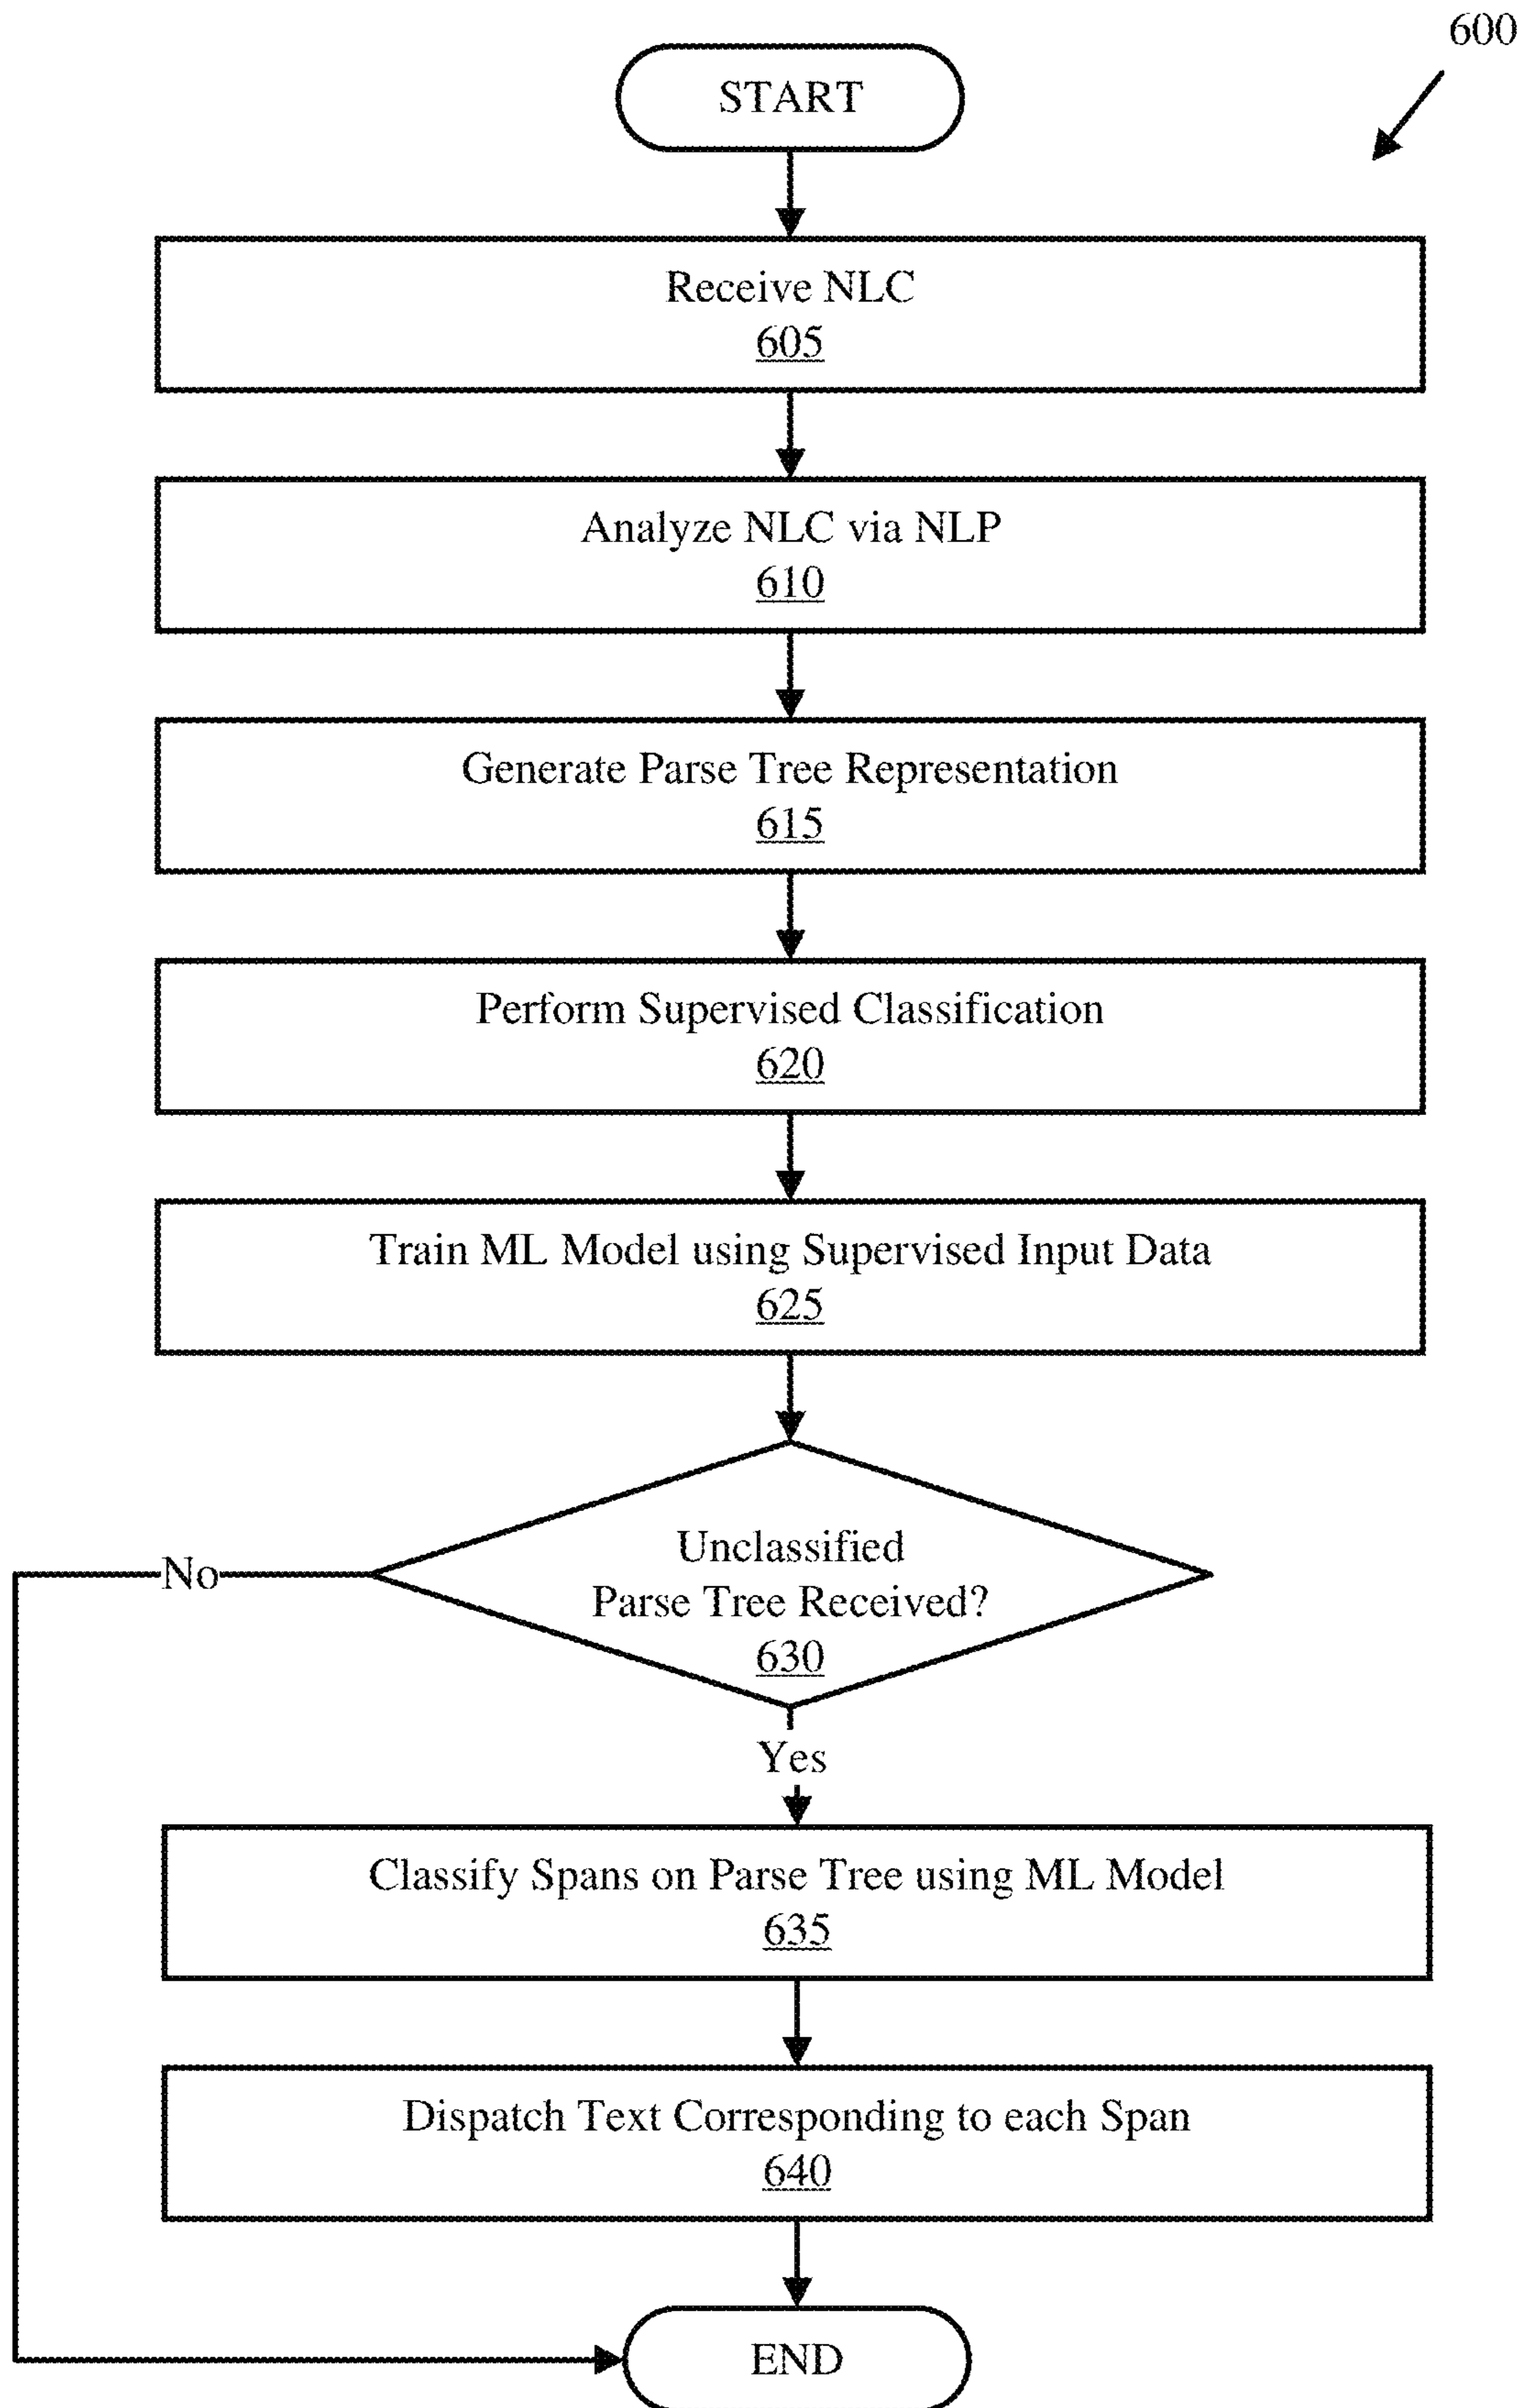 600
START
Receive NLC
605
Analyze NLC via NLP
610
Generate Parse Tree Representation
615
Perform Supervised Classification
620
Train ML Model using Supervised Input Data
625
Unclassified
Parse Tree Received?
630
No
Yes
Classify Spans on Parse Tree using ML Model
635
Dispatch Text Corresponding to each Span
640
END